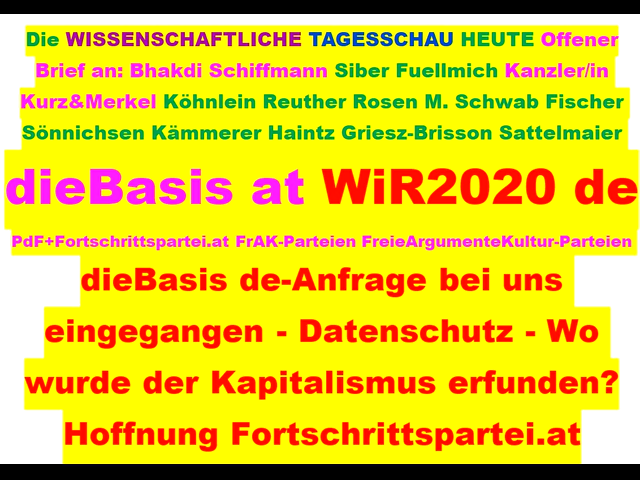 Die WISSENSCHAFTLICHE TAGESSCHAU HEUTE Offener
Brief an: Bhakdi Schiffmann Siber Fuellmich Kanzler/in
Kurz&Merkel Köhnlein Reuther Rosen M. Schwab Fischer
Sönnichsen Kämmerer Haintz Griesz-Brisson Sattelmaier
dieBasis at WiR2020 de
PdF+Fortschrittspartei.at FrAK-Parteien FreieArgumenteKultur-Parteien
dieBasis de-Anfrage bei uns
eingegangen - Datenschutz - Wo
wurde der Kapitalismus erfunden?
Hoffnung Fortschrittspartei.at